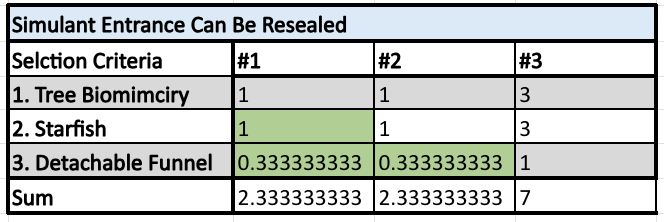 Simulant Entrance Can Be Resealed
Selction Criteria #1 #2 #3
1. Tree Biomimciry 1 1 3
2. Starfish 1 1 3
3. Detachable Funnel 0.333333333 0.333333333 1
Sum 2.333333333 2.333333333 7